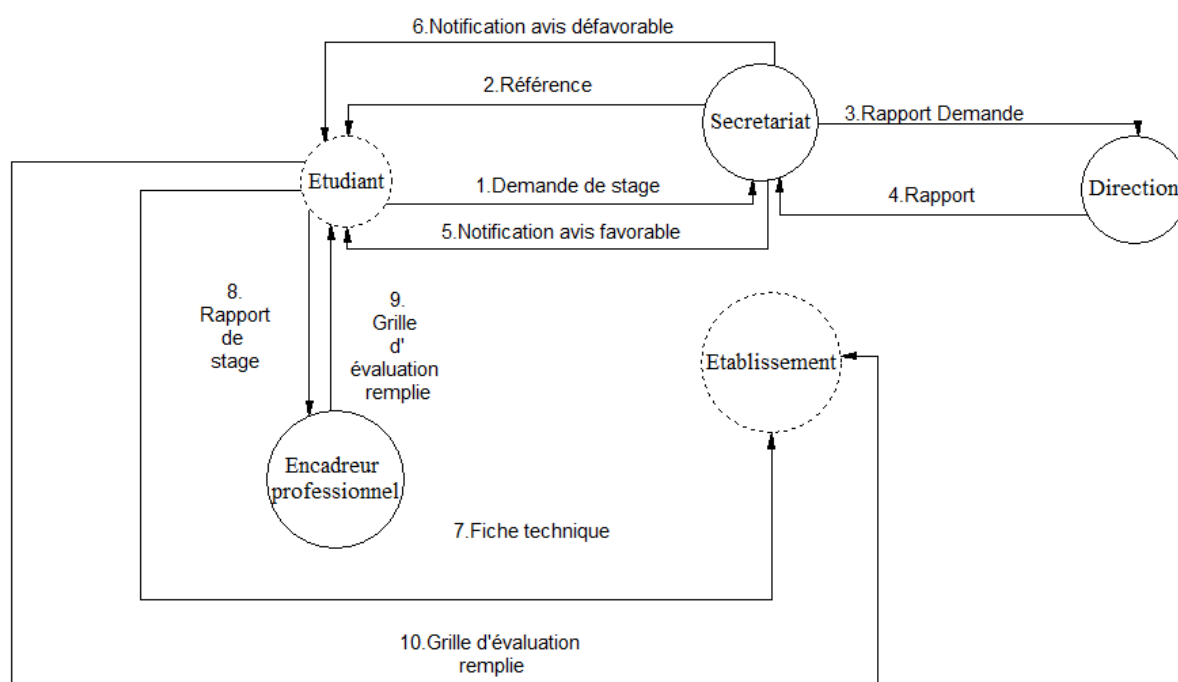 6.Notification avis défavorable
2.Référence
Secretariat
3.Rapport Demande
Etudiant
1.Demande de stage
Direction
4.Rapport
5.Notification avis favorable
8.
Rapport
de
stage
9.
Grille
d'
évaluation
remplie
Etablissement
Encadreur
professionnel
7.Fiche technique
10.Grille d'évaluation
remplie